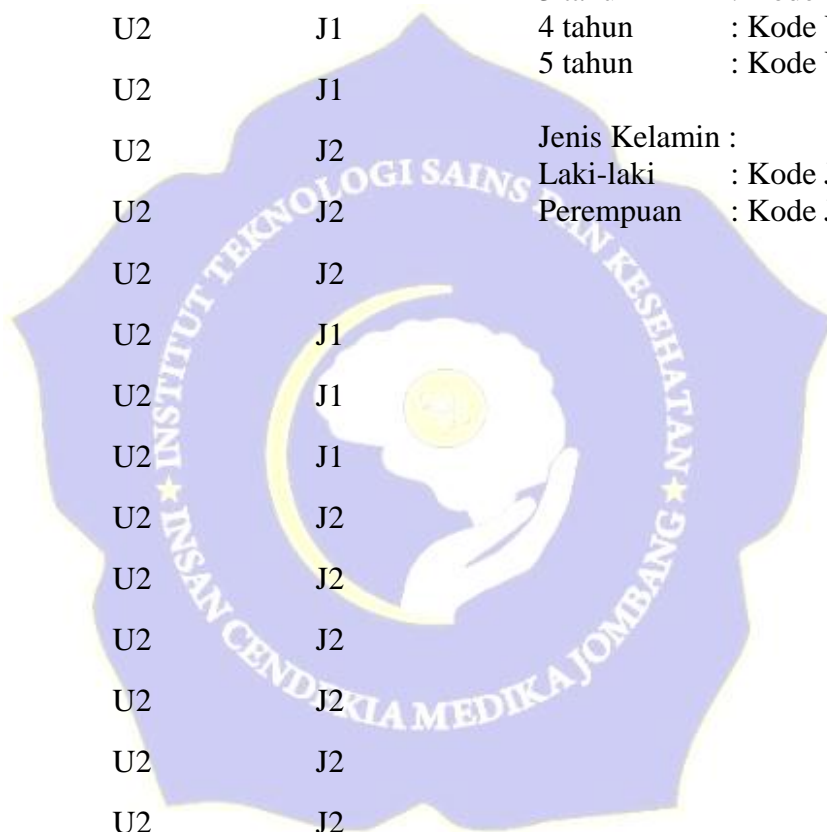 U2 J1
4 tahun : Kode
5 tahun : Kode
U2 J1
Jenis Kelamin :
U2 J2
Laki-laki : Kode
U2 J2
Perempuan : Kode
U2 J2
U2 J1
U2 J1
U2 J1
U2 J2
U2 J2
U2 J2
U2 J2
U2 J2
U2 J2
INSTITUT TEKNOLOGI SAINS DAN KESEHATAN
INSAN CENDEKIA MEDIKA JOMBANG